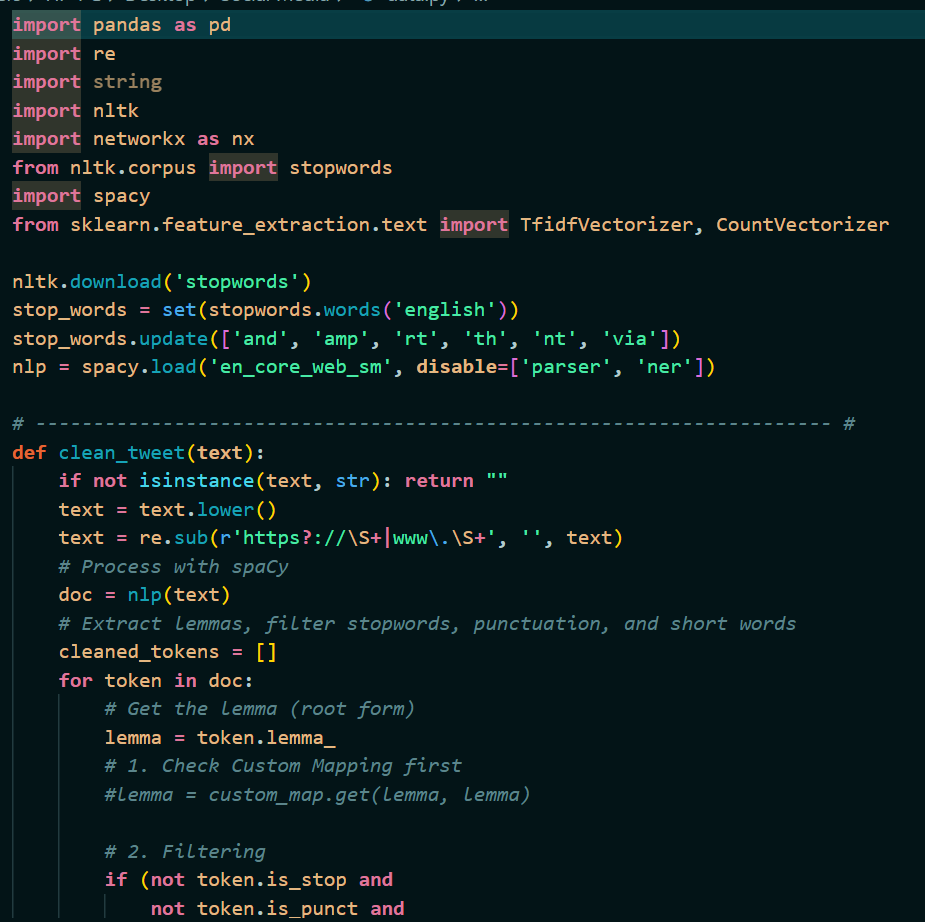 import pandas as pd
import re
import string
import nltk
import networkx as nx
from nltk.corpus import stopwords
import spacy
from sklearn.feature_extraction.text import TfidfVectorizer, CountVectorizer

nltk.download('stopwords')
stop_words = set(stopwords.words('english'))
stop_words.update(['and', 'amp', 'rt', 'th', 'nt', 'via'])
nlp = spacy.load('en_core_web_sm', disable=['parser', 'ner'])

# -------------------------------------------------------------------- #
def clean_tweet(text):
    if not isinstance(text, str): return ""
    text = text.lower()
    text = re.sub(r'https?://\S+|www\.\S+', '', text)
    # Process with spaCy
    doc = nlp(text)
    # Extract lemmas, filter stopwords, punctuation, and short words
    cleaned_tokens = []
    for token in doc:
        # Get the lemma (root form)
        lemma = token.lemma_
        # 1. Check Custom Mapping first
        #lemma = custom_map.get(lemma, lemma)

        # 2. Filtering
        if (not token.is_stop and
            not token.is_punct and